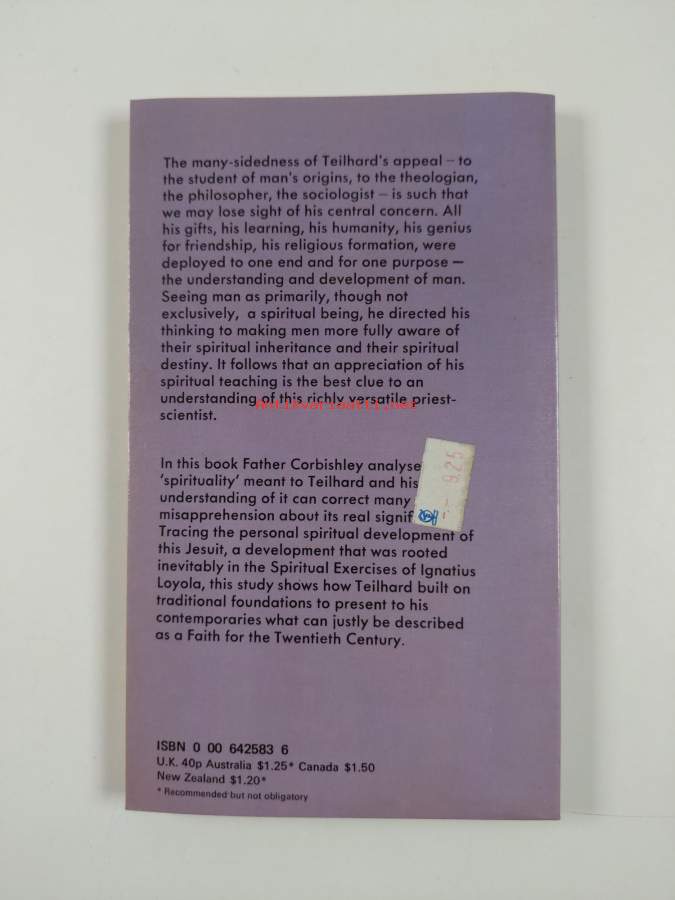 The many-sidedness of Teilhard's appeal – to
the student of man's origins, to the theologian,
the philosopher, the sociologist – is such that
we may lose sight of his central concern. All
his gifts, his learning, his humanity, his genius
for friendship, his religious formation, were
deployed to one end and for one purpose –
the understanding and development of man.
Seeing man as primarily, though not
exclusively, a spiritual being, he directed his
thinking to making men more fully aware of
their spiritual inheritance and their spiritual
destiny. It follows that an appreciation of his
spiritual teaching is the best clue to an
understanding of this richly versatile priest-
scientist.
Antikvariaatti.net
In this book Father Corbishley analyse
'spirituality' meant to Teilhard and his
understanding of it can correct many
misapprehension about its real signif
Tracing the personal spiritual development of
this Jesuit, a development that was rooted
inevitably in the Spiritual Exercises of Ignatius
Loyola, this study shows how Teilhard built on
traditional foundations to present to his
contemporaries what can justly be described
as a Faith for the Twentieth Century.
ISBN 0 00 642583 6
U.K. 40p Australia $1.25* Canada $1.50
New Zealand $1.20*
* Recommended but not obligatory